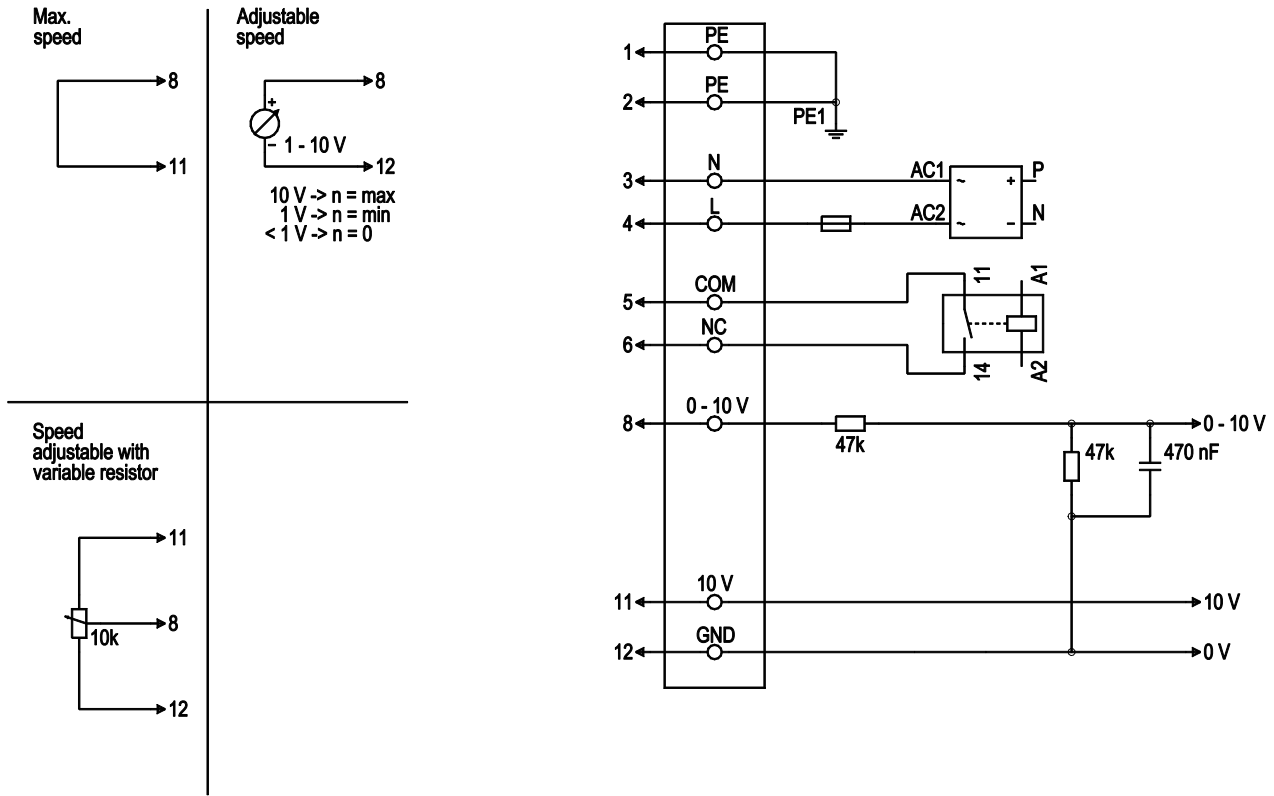 Max.
speed
8
11
Adjustable
speed
8
+
−
1 - 10 V
12
10 V -> n = max
1 V -> n = min
< 1 V -> n = 0
Speed
adjustable with
variable resistor
11
8
10k
12
1
PE
2
PE
PE1
3
N
AC1
~
+
P
4
L
AC2
~
−
N
5
COM
11
A1
6
NC
14
A2
8
0 - 10 V
47k
0 - 10 V
47k
470 nF
11
10 V
10 V
12
GND
0 V